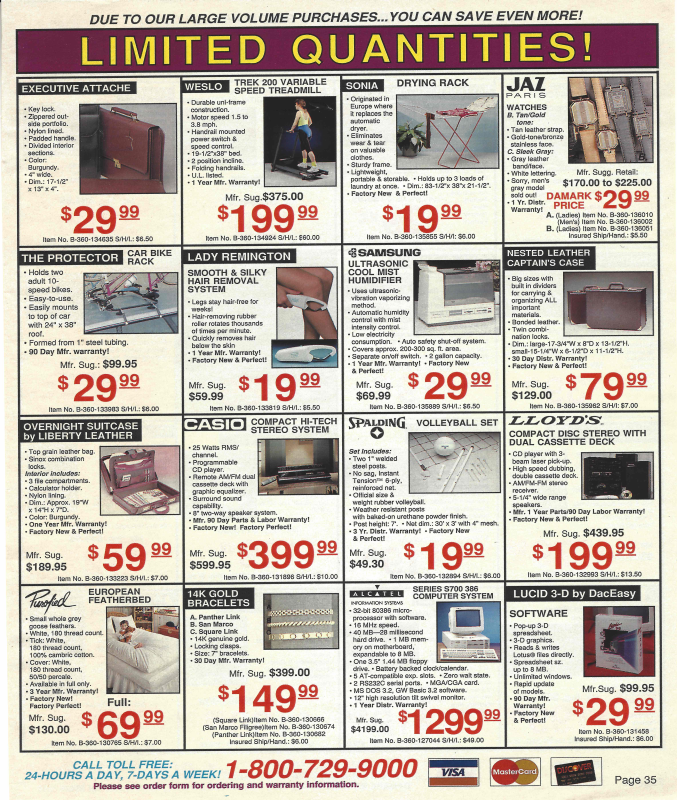 DUE TO OUR LARGE VOLUME PURCHASES...YOU CAN SAVE EVEN MORE!
LIMITED QUANTITIES!
EXECUTIVE ATTACHE
• Key lock.
• Zippered out-
side portfolio.
• Nylon lined.
• Padded handle.
• Divided interior
sections.
• Color:
Burgundy.
• 4" wide.
• Dim.: 17-1/2"
x 13" x 4".
$29.99
Item No. B-360-134635 S/H/I.: $6.50
WESLO
TREK 200 VARIABLE
SPEED TREADMILL
• Durable uni-frame
construction.
• Motor speed 1.5 to
3.8 mph.
• Handrail mounted
power switch &
speed control.
• 19-1/2"x38" bed.
• 2 position incline.
• Folding handrails.
• U.L. listed.
• 1 Year Mfr. Warranty!
Mfr. Sug.$375.00
$199.99
Item No. B-360-134924 S/H/I.: $60.00
SONIA
DRYING RACK
• Originated in
Europe where
it replaces the
automatic
dryer.
• Eliminates
wear & tear
on valuable
clothes.
• Sturdy frame.
• Lightweight,
portable & storable. • Holds up to 3 loads of
laundry at once. • Dim.: 83-1/2"x 38"x 21-1/2".
• Factory New & Perfect!
$19.99
Item No. B-360-135855 S/H/I: $6.00
JAZ
PARIS
WATCHES
B. Tan/Gold
tone:
• Tan leather strap.
• Gold-tone/bronze
stainless face.
C. Sleek Gray:
• Gray leather
band/face.
• White lettering.
• Sorry, men's
gray model
sold out!
• 1 Yr. Distr.
Warranty!
Mfr. Sugg. Retail:
$170.00 to $225.00
DAMARK
PRICE
$29.99
A. (Ladies) Item No. B-360-136010
(Men's) Item No. B-360-136002
B. (Ladies) Item No. B-360-136051
Insured Ship/Hand.: $5.50
THE PROTECTOR
CAR BIKE
RACK
• Holds two
adult 10-
speed bikes.
• Easy-to-use.
• Easily mounts
to top of car
with 24" x 38"
roof.
• Formed from 1" steel tubing.
• 90 Day Mfr. warranty!
Mfr. Sug.: $99.95
$29.99
Item No. B-360-133983 S/H/I.: $6.00
LADY REMINGTON
SMOOTH & SILKY
HAIR REMOVAL
SYSTEM
• Legs stay hair-free for
weeks!
• Hair-removing rubber
roller rotates thousands
of times per minute.
• Quickly removes hair
below the skin
• 1 Year Mfr. Warranty!
• Factory New & Perfect!
Mfr. Sug.
$59.99
$19.99
Item No. B-360-133819 S/H/I.: $5.50
SAMSUNG
ULTRASONIC
COOL MIST
HUMIDIFIER
• Uses ultrasonic-
vibration vaporizing
method.
• Automatic humidity
control with mist
intensity control.
• Low electricity
consumption. • Auto safety shut-off system.
• Covers approx. 200-300 sq. ft. area.
• Separate on/off switch. • 2 gallon capacity.
• 1 Year Mfr. Warranty! • Factory New
& Perfect!
Mfr. Sug.
$69.99
$29.99
Item No. B-360-135889 S/H/I.: $6.00
NESTED LEATHER
CAPTAIN'S CASE
• Big sizes with
built in dividers
for carrying &
organizing ALL
important
materials.
• Bonded leather.
• Twin combi-
nation locks.
• Dim.: large-17-3/4"W x 8"D x 13-1/2"H.
small-15-1/4"W x 6-1/2"D x 11-1/2"H.
• 30 Day Distr. Warranty!
• Factory New
& Perfect!
Mfr. Sug.
$129.00
$79.99
Item No. B-360-135962 S/H/I.: $7.00
OVERNIGHT SUITCASE
by LIBERTY LEATHER
• Top grain leather bag.
• Sinox combination
locks.
Interior includes:
• 3 file compartments.
• Calculator holder.
• Nylon lining.
• Dim.: Approx. 19"W
x 14"H x 7"D.
• Color: Burgundy.
• One Year Mfr. Warranty!
• Factory New & Perfect!
Mfr. Sug.
$189.95
$59.99
Item No. B-360-133223 S/H/I.: $7.00
CASIO
COMPACT HI-TECH
STEREO SYSTEM
• 25 Watts RMS/
channel.
• Programmable
CD player.
• Remote AM/FM dual
cassette deck with
graphic equalizer.
• Surround sound
capability.
• 8" two-way speaker system.
• Mfr. 90 Day Parts & Labor Warranty!
• Factory New! Factory Perfect!
Mfr. Sug.
$599.95
$399.99
Item No. B-360-131896 S/H/I.: $10.00
SPALDING
VOLLEYBALL SET
Set Includes:
• Two 1" welded
steel posts.
• No sag, Instant
Tension™ 6-ply,
reinforced net.
• Official size &
weight rubber volleyball.
• Weather resistant posts
with baked-on urethane powder finish.
• Post height: 7'. • Net dim.: 30' x 3' with 4" mesh.
• 3 Yr. Distr. Warranty! • Factory New & Perfect!
Mfr. Sug.
$49.30
$19.99
Item No. B-360-132894 S/H/I.: $6.00
LLOYD'S
COMPACT DISC STEREO WITH
DUAL CASSETTE DECK
• CD player with 3-
beam laser pick-up.
• High speed dubbing,
double cassette deck.
• AM/FM-FM stereo
receiver.
• 5-1/4" wide range
speakers.
• Mfr. 1 Year Parts/90 Day Labor Warranty!
• Factory New & Perfect!
Mfr. Sug. $439.95
$199.99
Item No. B-360-132993 S/H/I.: $13.50
Purofied
EUROPEAN
FEATHERBED
• Small whole grey
goose feathers.
• White, 180 thread count.
• Tick: White,
180 thread count,
100% cambric cotton.
• Cover: White,
180 thread count,
50/50 percale.
• Available in full only.
• 3 Year Mfr. Warranty!
• Factory New!
Factory Perfect!
Full:
Mfr. Sug.
$130.00
$69.99
Item No. B-360-130765 S/H/I.: $7.00
14K GOLD
BRACELETS
A. Panther Link
B. San Marco
C. Square Link
• 14K genuine gold.
• Locking clasps.
• Size: 7" bracelets.
• 30 Day Mfr. Warranty!
Mfr. Sug. $399.00
$149.99
(Square Link)Item No. B-360-130666
(San Marco Filigree)Item No. B-360-130674
(Panther Link)Item No. B-360-130682
Insured Ship/Hand.: $6.00
ALCATEL
INFORMATION SYSTEMS
SERIES S700 386
COMPUTER SYSTEM
• 32-bit 80386 micro-
processor with software.
• 16 MHz speed.
• 40 MB—28 millisecond
hard drive. • 1 MB mem-
ory on motherboard,
expandable to 8 MB.
• One 3.5" 1.44 MB floppy
drive. • Battery backed clock/calendar.
• 5 AT-compatible exp. slots. • Zero wait state.
• 2 RS232C serial ports. • MGA/CGA card.
• MS DOS 3.2, GW Basic 3.2 software.
• 12" high resolution tilt swivel monitor.
• 1 Year Distr. Warranty!
Mfr. Sug.
$4199.00
$1299.99
Item No. B-360-127044 S/H/I.: $49.00
LUCID 3-D by DacEasy
SOFTWARE
• Pop-up 3-D
spreadsheet.
• 3-D graphics.
• Reads & writes
Lotus® files directly.
• Spreadsheet sz.
up to 8 MB.
• Unlimited windows.
• Rapid update
of models.
• 90 Day Mfr.
Warranty!
• Factory
New &
Perfect!
Mfr. Sug.$99.95
$29.99
Item No. B-360-131458
Insured Ship/Hand.: $6.00
CALL TOLL FREE:
24-HOURS A DAY, 7-DAYS A WEEK!
1-800-729-9000
Please see order form for ordering and warranty information.
VISA
MasterCard
DISCOVER
Page 35